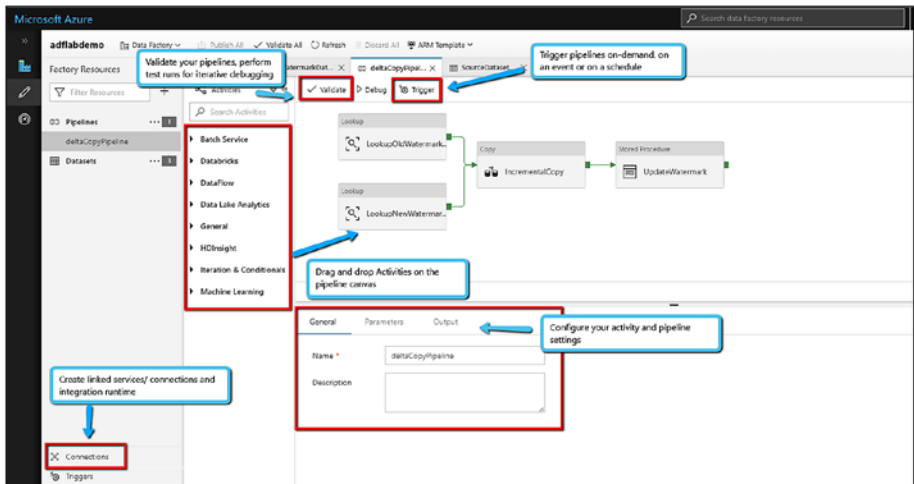 Microsoft Azure
Search data factory resources
»
adflabdemo
Data Factory
Publish All
Validate All
Refresh
Discard All
ARM Template
Validate your pipelines, perform
test runs for iterative debugging
Trigger pipelines on-demand, on
an event or on a schedule
Factory Resources
Activities
deltaCopyPipel...
SourceDataset
Filter Resources
Validate
Debug
Trigger
Search Activities
Pipelines
1
deltaCopyPipeline
Datasets
Batch Service
Databricks
DataFlow
Data Lake Analytics
General
HDInsight
Iteration & Conditionals
Machine Learning
Lookup
LookupOldWatermark...
Lookup
LookupNewWatermar...
Copy
IncrementalCopy
Stored Procedure
UpdateWatermark
Drag and drop Activities on the
pipeline canvas
General
Parameters
Output
Configure your activity and pipeline
settings
Name *
deltaCopyPipeline
Description
Create linked services/ connections and
integration runtime
Connections
Triggers